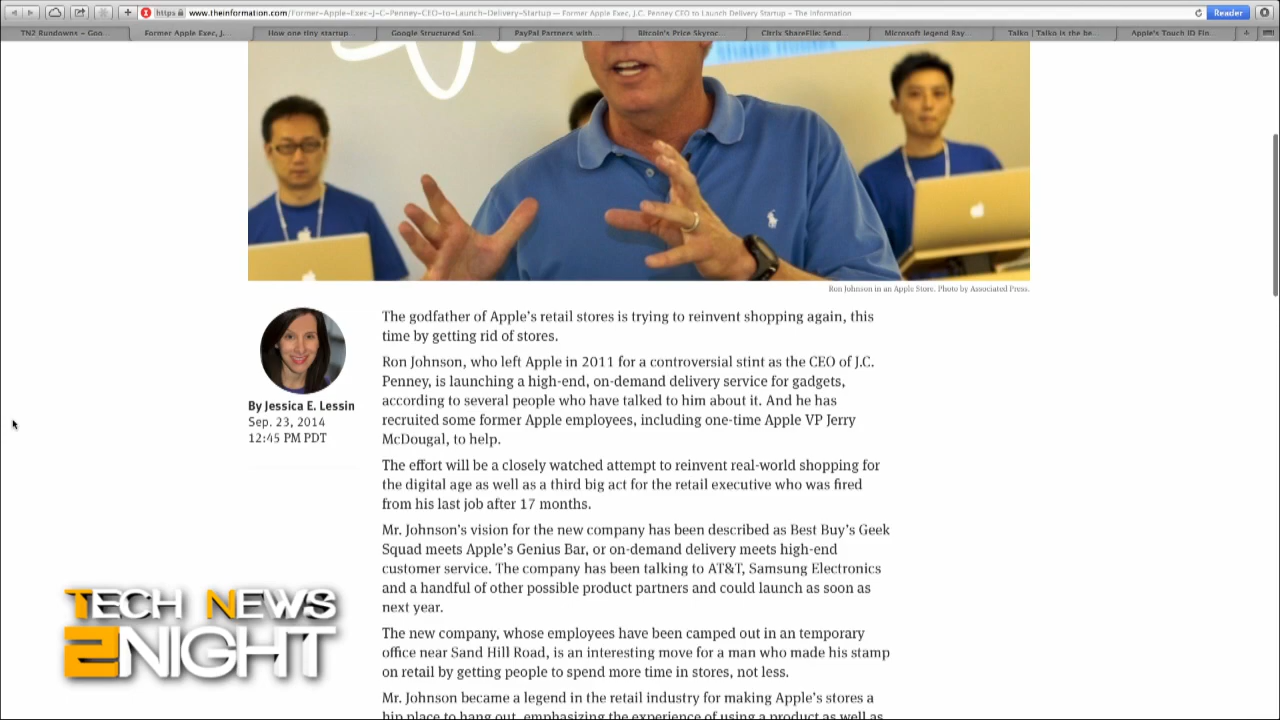 https www.theinformation.com/Former-Apple-Exec-J-C-Penney-CEO-to-Launch-Delivery-Startup — Former Apple Exec, J.C. Penney CEO to Launch Delivery Startup – The Information
Reader
TN2 Rundowns – Goo...
Former Apple Exec, J....
How one tiny startup...
Google Structured Sni...
PayPal Partners with...
Bitcoin's Price Skyroc...
Citrix ShareFile: Send...
Microsoft legend Ray...
Talko | Talko is the be...
Apple's Touch ID Fin...
Ron Johnson in an Apple Store. Photo by Associated Press.
By Jessica E. Lessin
Sep. 23, 2014
12:45 PM PDT
The godfather of Apple's retail stores is trying to reinvent shopping again, this
time by getting rid of stores.
Ron Johnson, who left Apple in 2011 for a controversial stint as the CEO of J.C.
Penney, is launching a high-end, on-demand delivery service for gadgets,
according to several people who have talked to him about it. And he has
recruited some former Apple employees, including one-time Apple VP Jerry
McDougal, to help.
The effort will be a closely watched attempt to reinvent real-world shopping for
the digital age as well as a third big act for the retail executive who was fired
from his last job after 17 months.
Mr. Johnson's vision for the new company has been described as Best Buy's Geek
Squad meets Apple's Genius Bar, or on-demand delivery meets high-end
customer service. The company has been talking to AT&T, Samsung Electronics
and a handful of other possible product partners and could launch as soon as
next year.
The new company, whose employees have been camped out in an temporary
office near Sand Hill Road, is an interesting move for a man who made his stamp
on retail by getting people to spend more time in stores, not less.
Mr. Johnson became a legend in the retail industry for making Apple's stores a
hip place to hang out, emphasizing the experience of using a product as well as
TECH NEWS
2NIGHT